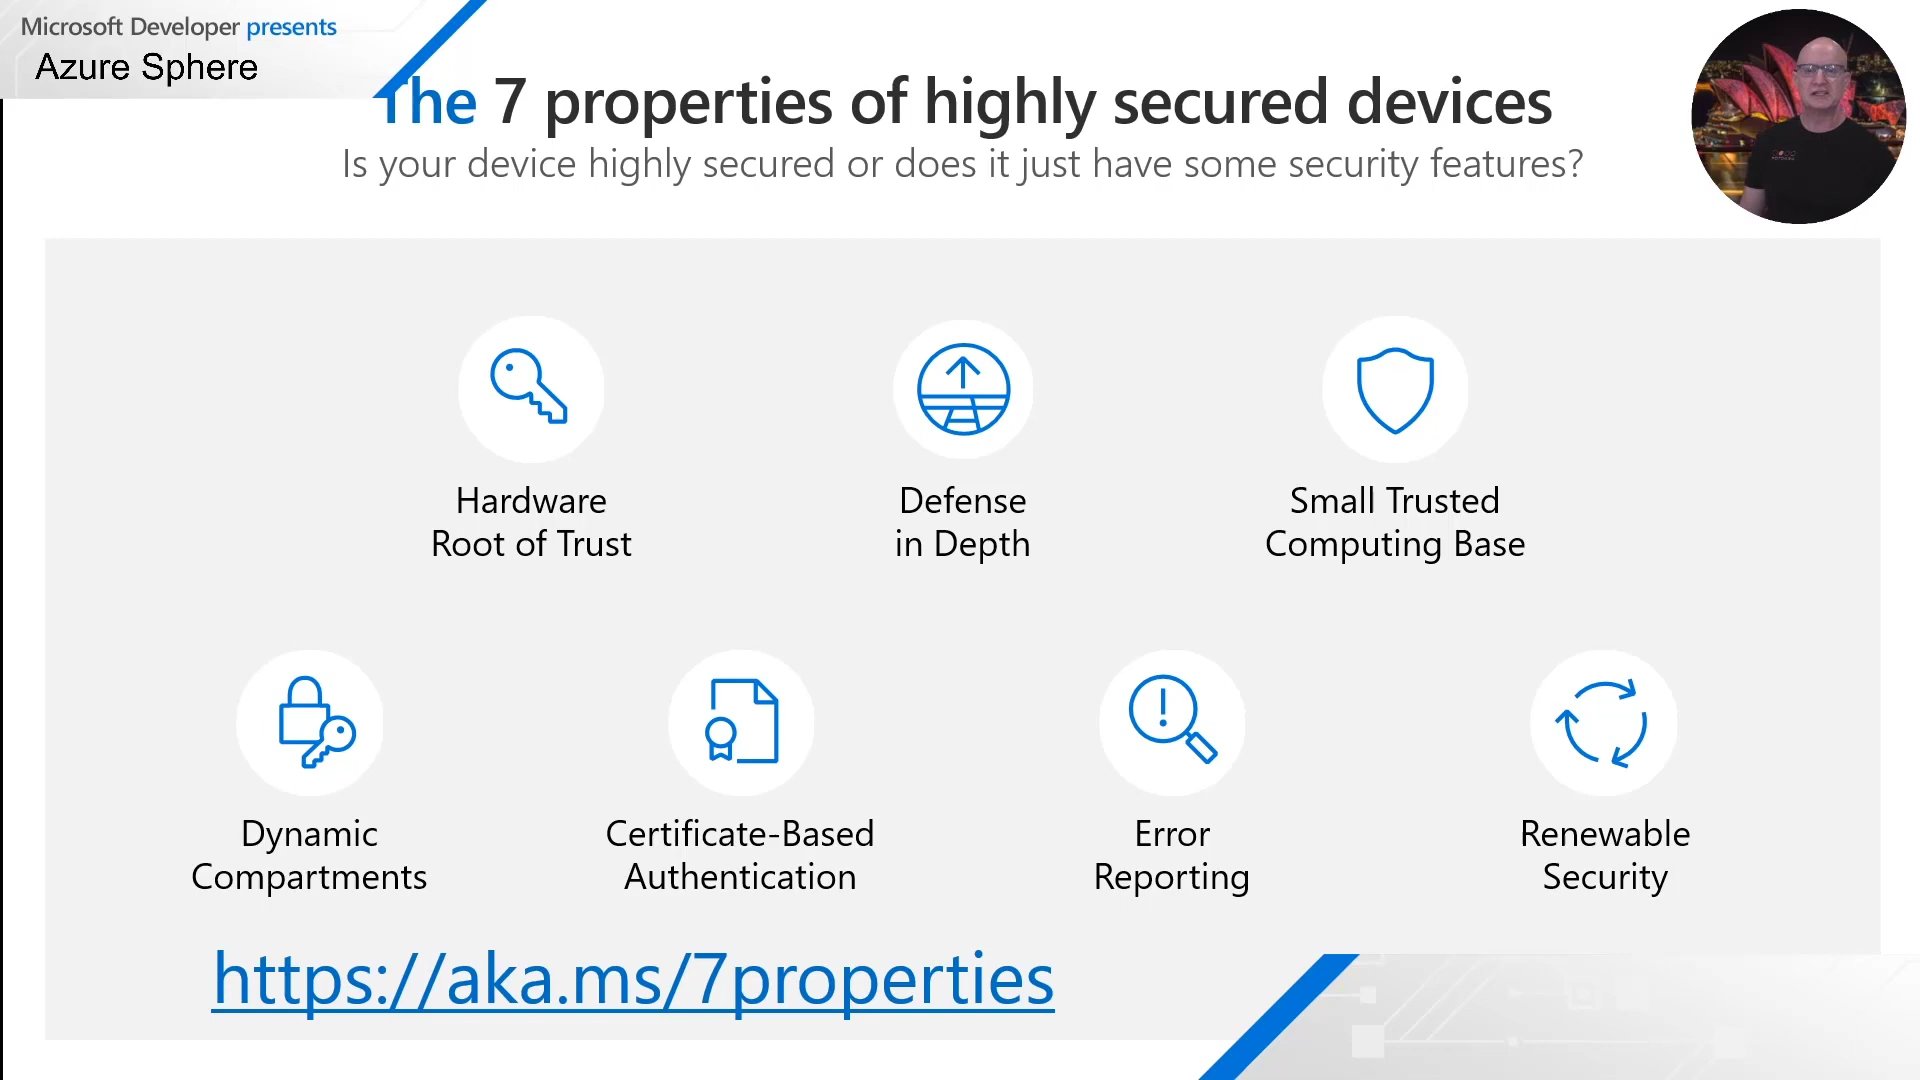 Microsoft Developer presents
Azure Sphere
The 7 properties of highly secured devices
Is your device highly secured or does it just have some security features?
Hardware
Root of Trust
Defense
in Depth
Small Trusted
Computing Base
Dynamic
Compartments
Certificate-Based
Authentication
Error
Reporting
Renewable
Security
https://aka.ms/7properties